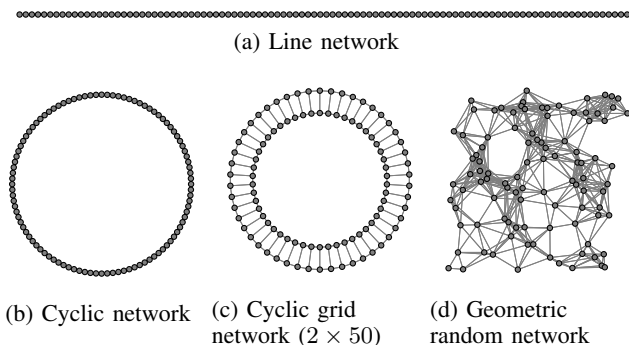 (a) Line network
(b) Cyclic network
(c) Cyclic grid
network (2 × 50)
(d) Geometric
random network